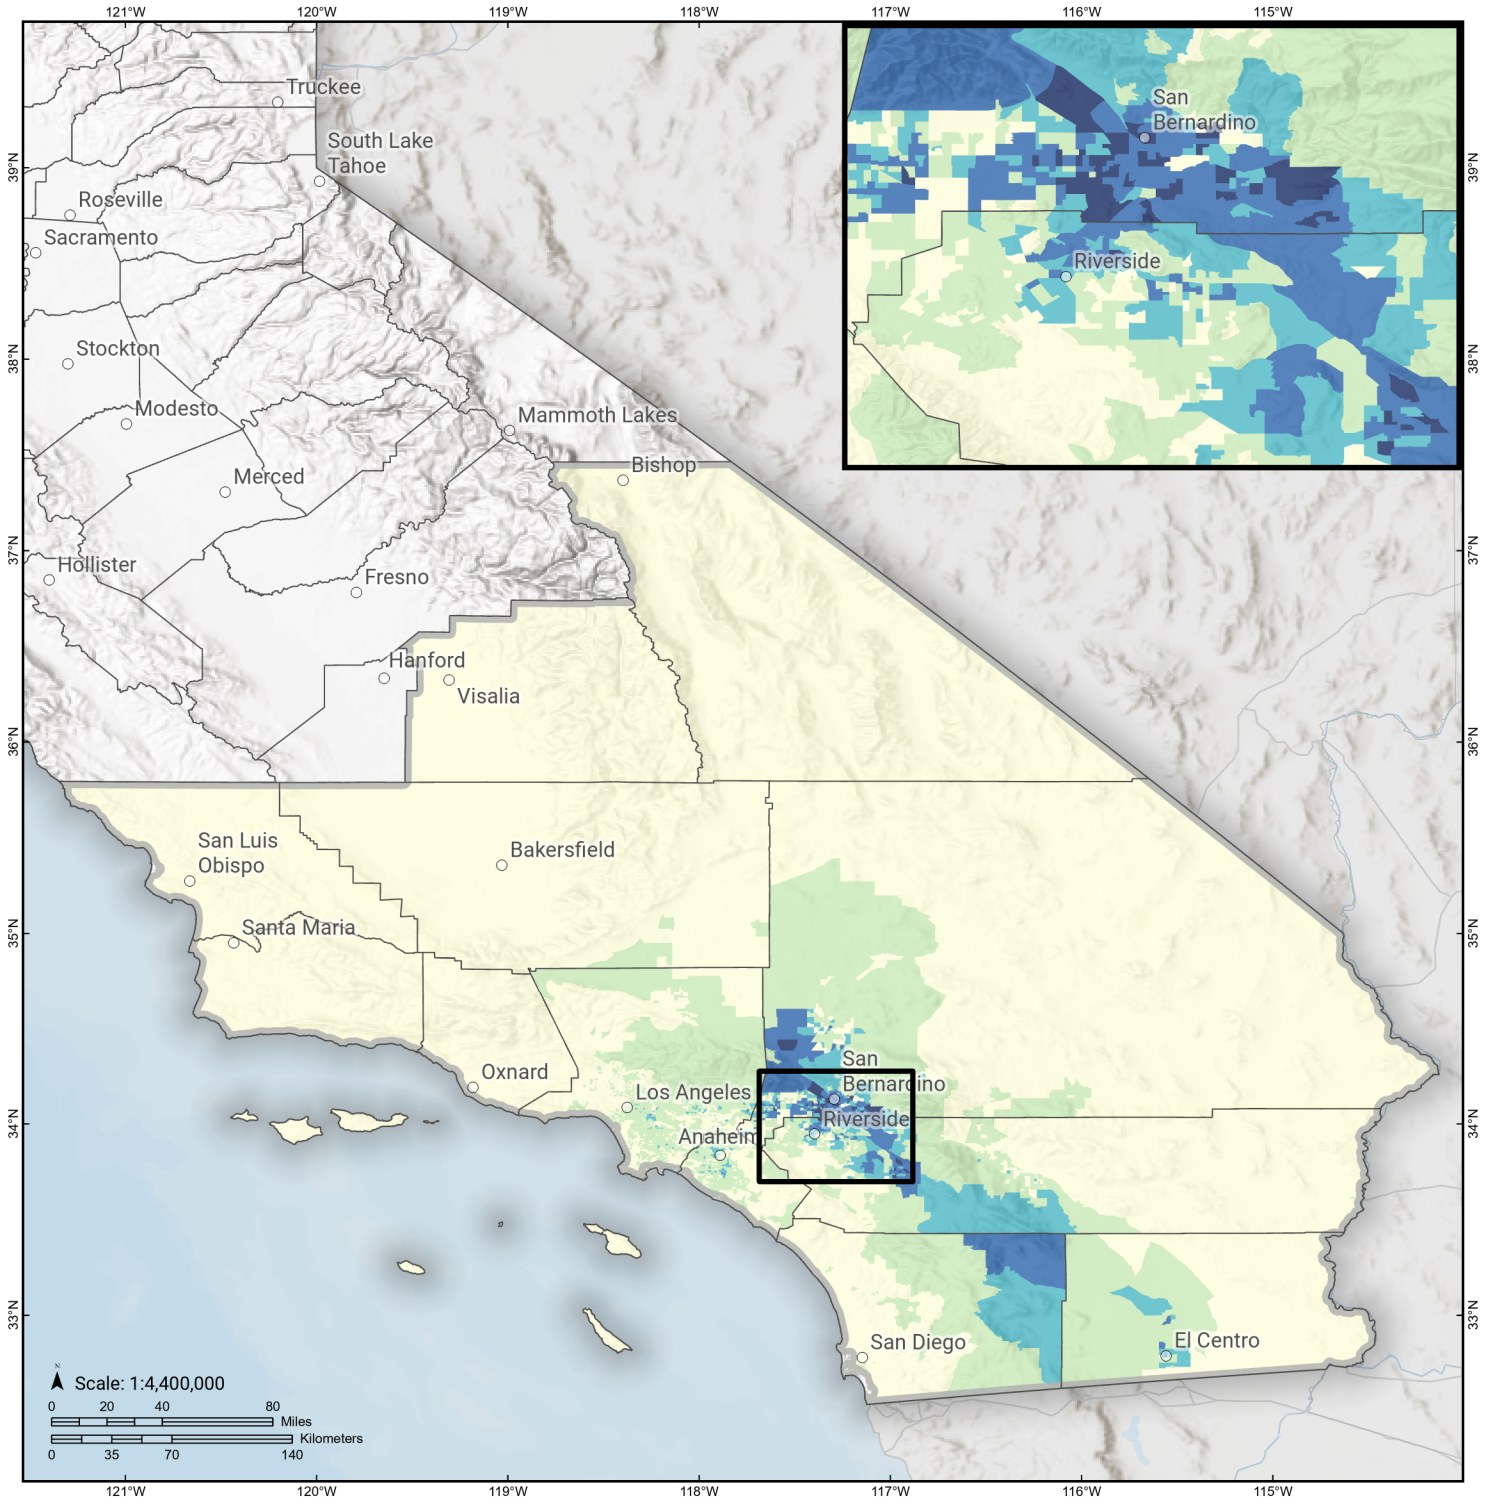 121°W 120°W 119°W 118°W 117°W 116°W 115°W
Truckee
South Lake
Tahoe
39°N
39°N
Roseville
Sacramento
San
Bernardino
Riverside
Stockton
38°N
38°N
Modesto
Mammoth Lakes
Bishop
Merced
37°N
37°N
Hollister
Fresno
Hanford
Visalia
36°N
36°N
San Luis
Obispo
Bakersfield
Santa Maria
35°N
35°N
Oxnard
Los Angeles
San
Bernardino
Riverside
Anaheim
34°N
34°N
33°N
33°N
San Diego
El Centro
N
Scale: 1:4,400,000
0 20 40 80
Miles
Kilometers
0 35 70 140
121°W 120°W 119°W 118°W 117°W 116°W 115°W